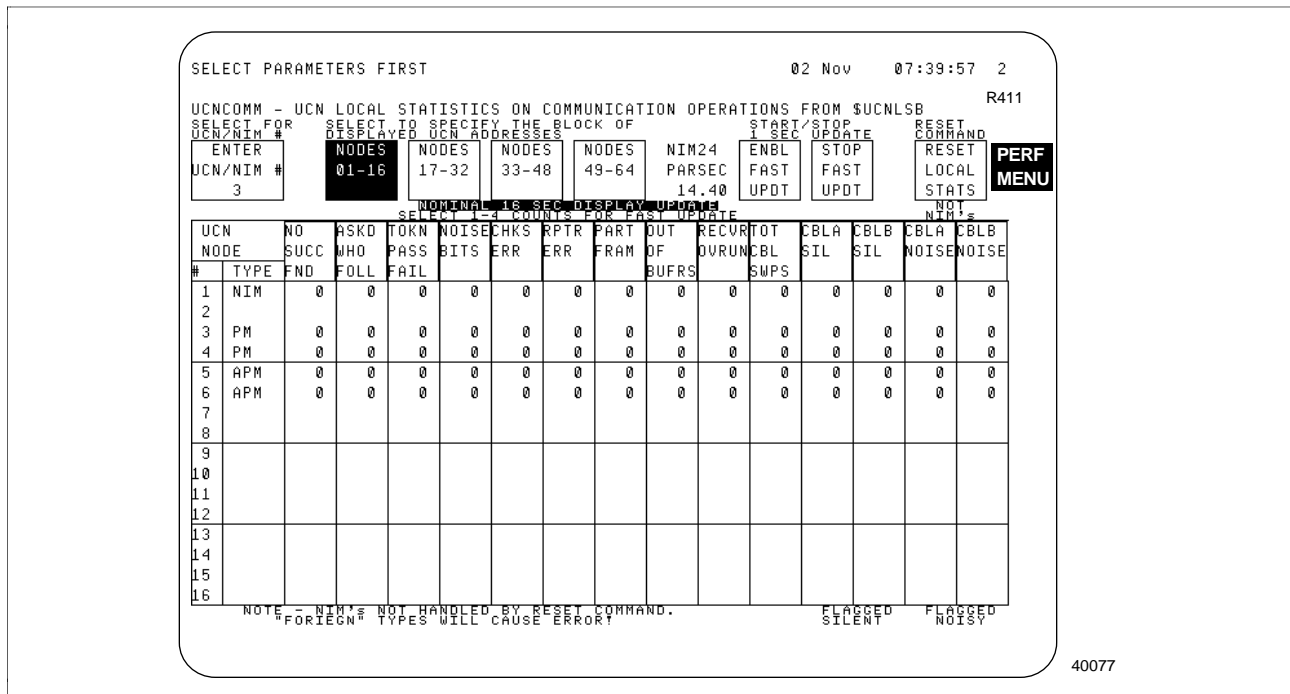 SELECT PARAMETERS FIRST 02 Nov 07:39:57 2
R411
UCNCOMM - UCN LOCAL STATISTICS ON COMMUNICATION OPERATIONS FROM $UCNLSB
SELECT FOR SELECT TO SPECIFY THE BLOCK OF START/STOP RESET
UCN/NIM # DISPLAYED UCN ADDRESSES 1 SEC UPDATE COMMAND
ENTER NODES NODES NODES NODES NIM24 ENBL STOP RESET PERF
UCN/NIM # 01-16 17-32 33-48 49-64 PARSEC FAST FAST LOCAL MENU
3 14.40 UPDT UPDT STATS
NOMINAL 16 SEC DISPLAY UPDATE NOT
SELECT 1-4 COUNTS FOR FAST UPDATE NIM's
UCN NO ASKD TOKN NOISE CHKS RPTR PART OUT RECVR TOT CBLA CBLB CBLA CBLB
NODE SUCC WHO PASS BITS ERR ERR FRAM OF OVRUN CBL SIL SIL NOISE NOISE
# TYPE FND FOLL FAIL BUFRS SWPS
1 NIM 0 0 0 0 0 0 0 0 0 0 0 0 0 0
2
3 PM 0 0 0 0 0 0 0 0 0 0 0 0 0 0
4 PM 0 0 0 0 0 0 0 0 0 0 0 0 0 0
5 APM 0 0 0 0 0 0 0 0 0 0 0 0 0 0
6 APM 0 0 0 0 0 0 0 0 0 0 0 0 0 0
7
8
9
10
11
12
13
14
15
16
NOTE - NIM's NOT HANDLED BY RESET COMMAND. FLAGGED FLAGGED
"FORIEGN" TYPES WILL CAUSE ERROR! SILENT NOISY
40077